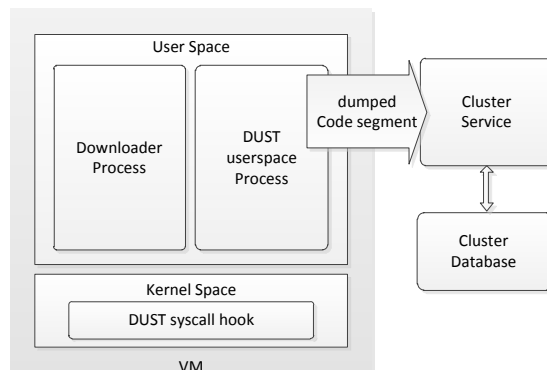 User Space
Downloader
Process
DUST
userspace
Process
dumped
Code segment
Cluster
Service
Cluster
Database
Kernel Space
DUST syscall hook
VM